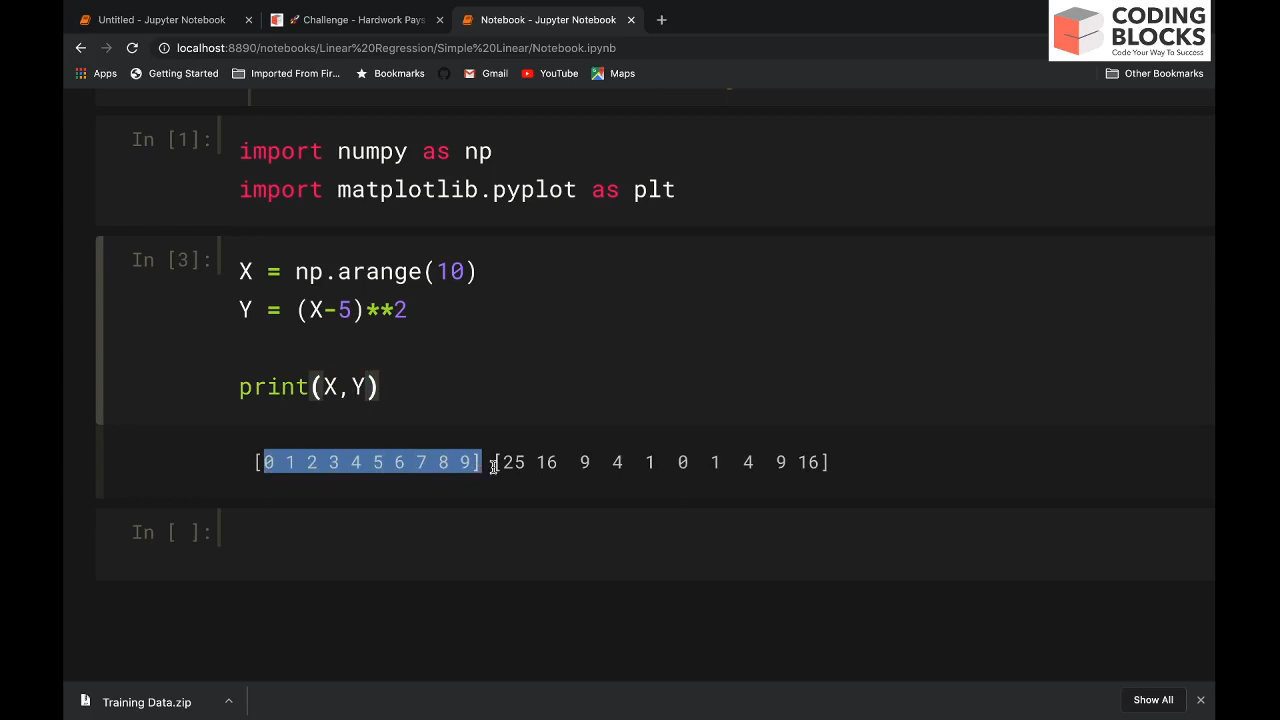 Untitled - Jupyter Notebook
Challenge - Hardwork Pays
Notebook - Jupyter Notebook
CODING
BLOCKS
Code Your Way To Success
localhost:8890/notebooks/Linear%20Regression/Simple%20Linear/Notebook.ipynb
Apps Getting Started Imported From Fir... Bookmarks Gmail YouTube Maps Other Bookmarks
In [1]:
import numpy as np
import matplotlib.pyplot as plt
In [3]:
X = np.arange(10)
Y = (X-5)**2
print(X,Y)
[0 1 2 3 4 5 6 7 8 9] [25 16  9  4  1  0  1  4  9 16]
In [ ]:
Training Data.zip
Show All